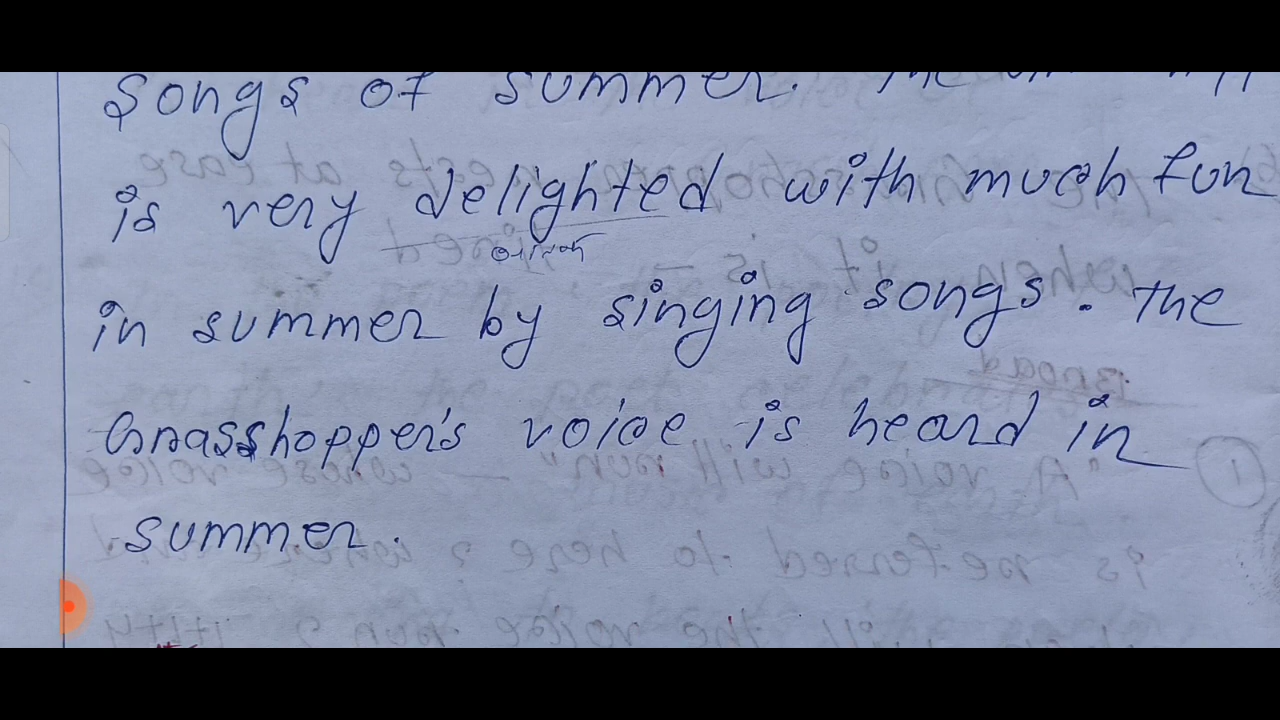 songs of summer. The
is very delighted with much fun
in summer by singing songs. The
Grasshopper's voice is heard in
summer.